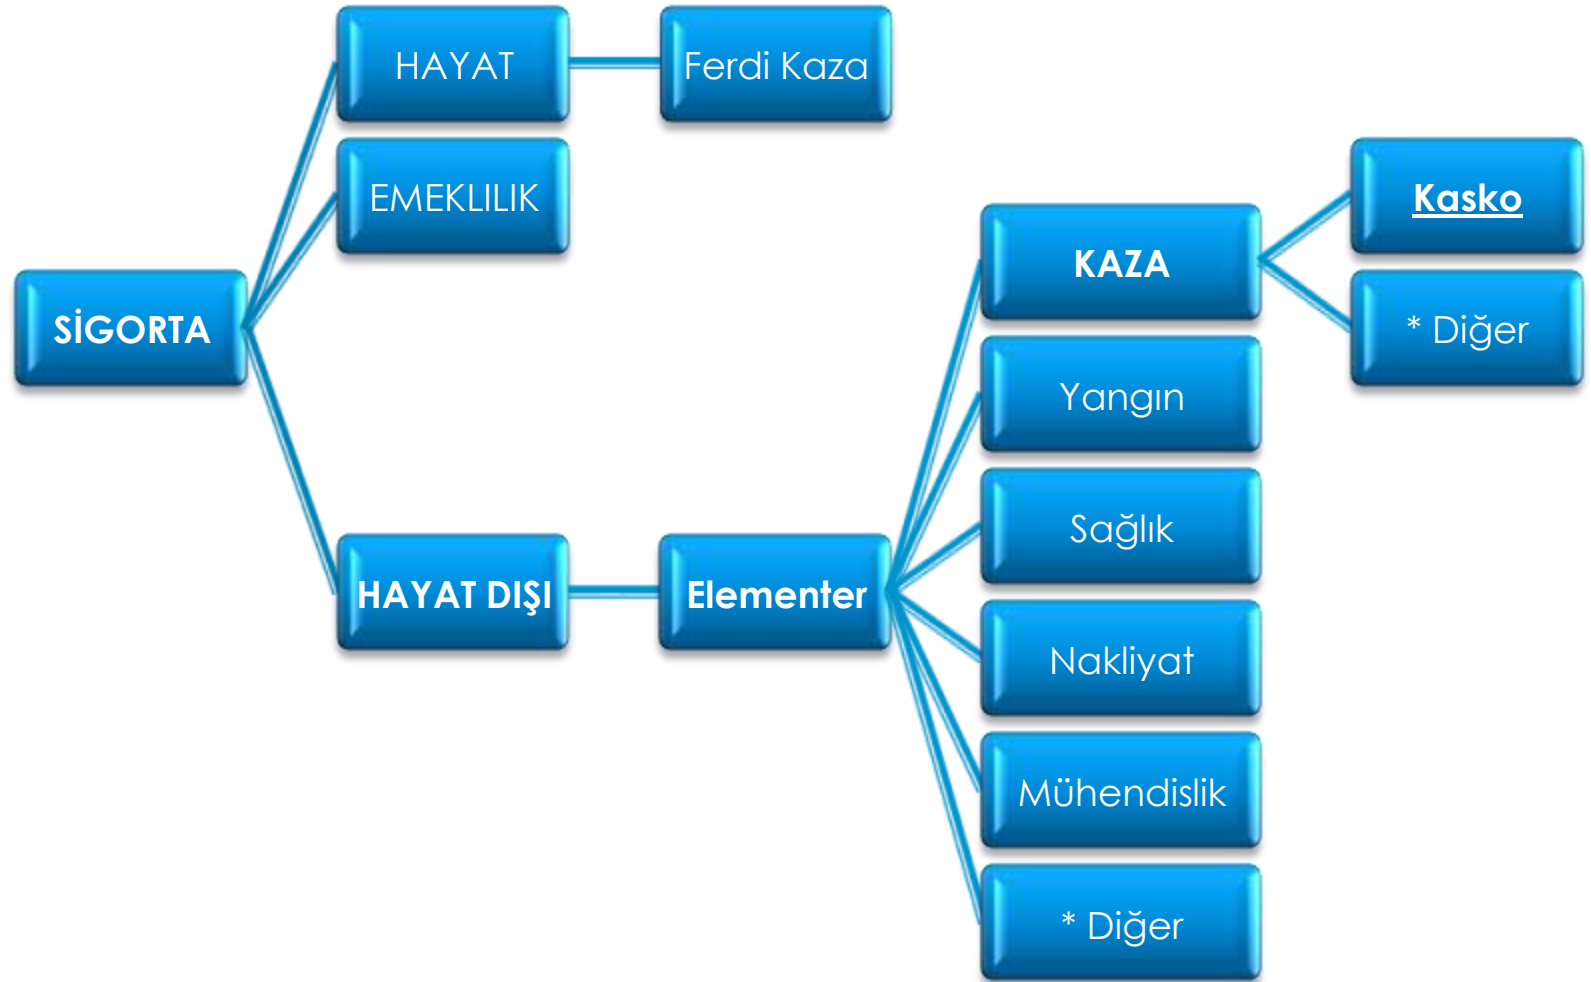 HAYAT
Ferdi Kaza
EMEKLILIK
SİGORTA
HAYAT DIŞI
Elementer
KAZA
Kasko
* Diğer
Yangın
Sağlık
Nakliyat
Mühendislik
* Diğer